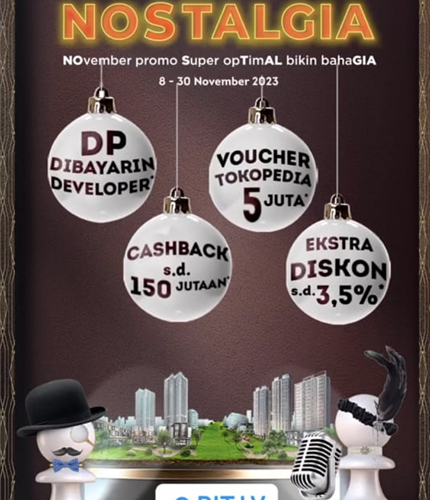 NOSTALGIA
NOvember promo Super opTimAL bikin bahaGIA
8 - 30 November 2023
DP
DIBAYARIN
DEVELOPER*
VOUCHER
TOKOPEDIA
5 JUTA*
CASHBACK
s.d.
150 JUTAAN*
EKSTRA
DISKON
s.d.3,5%*